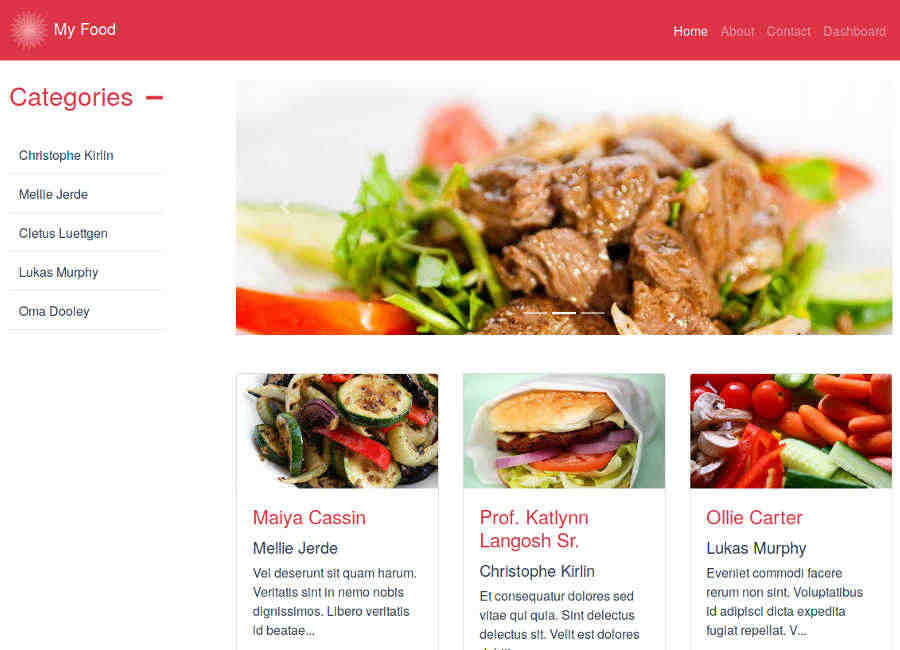 My Food
Home About Contact Dashboard
Categories
Christophe Kirlin
Mellie Jerde
Cletus Luettgen
Lukas Murphy
Oma Dooley
Maiya Cassin
Mellie Jerde
Vel deserunt sit quam harum.
Veritatis sint in nemo nobis
dignissimos. Libero veritatis
id beatae...
Prof. Katlynn
Langosh Sr.
Christophe Kirlin
Et consequatur dolores sed
vitae qui quia. Sint delectus
delectus sit. Velit est dolores
Ollie Carter
Lukas Murphy
Eveniet commodi facere
rerum non sint. Voluptatibus
id adipisci dicta expedita
fugiat repellat. V...